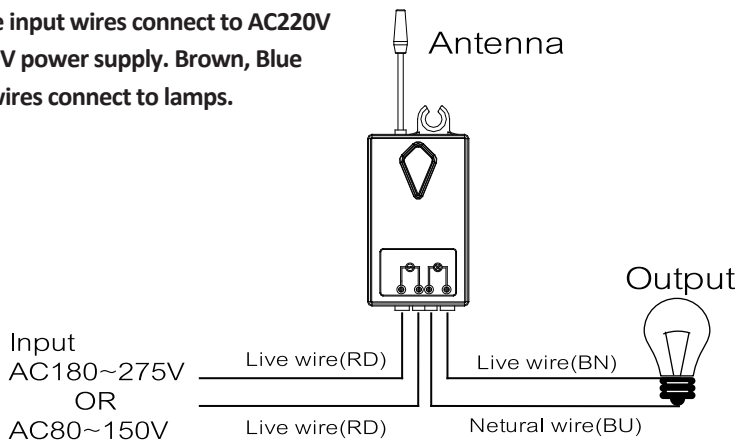 e input wires connect to AC220V
V power supply. Brown, Blue
wires connect to lamps.
Antenna
Output
Input
AC180~275V
OR
AC80~150V
Live wire(RD)
Live wire(BN)
Live wire(RD)
Netural wire(BU)